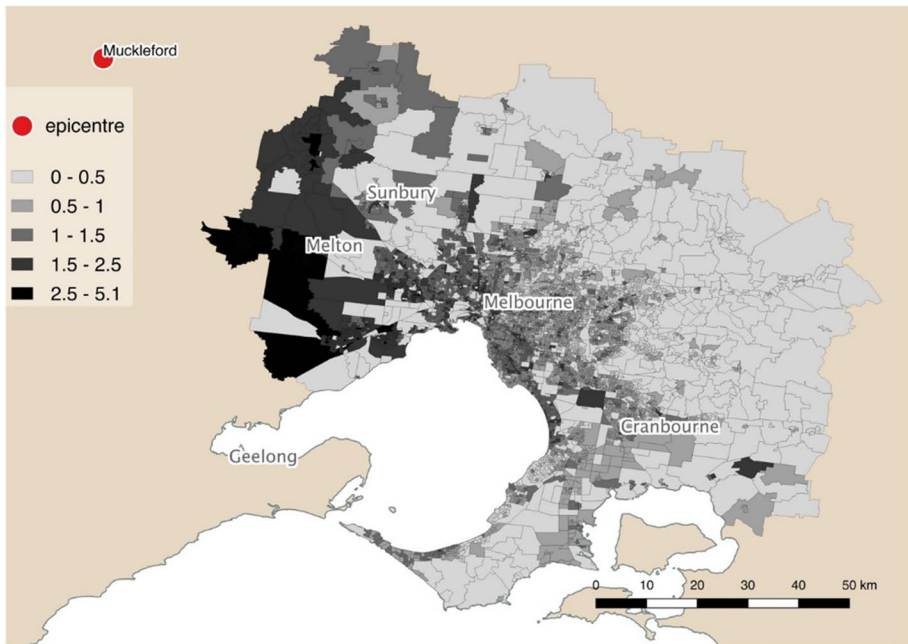 Muckleford
epicentre
0 - 0.5
0.5 - 1
1 - 1.5
1.5 - 2.5
2.5 - 5.1
Sunbury
Melton
Melbourne
Cranbourne
Geelong
0 10 20 30 40 50 km